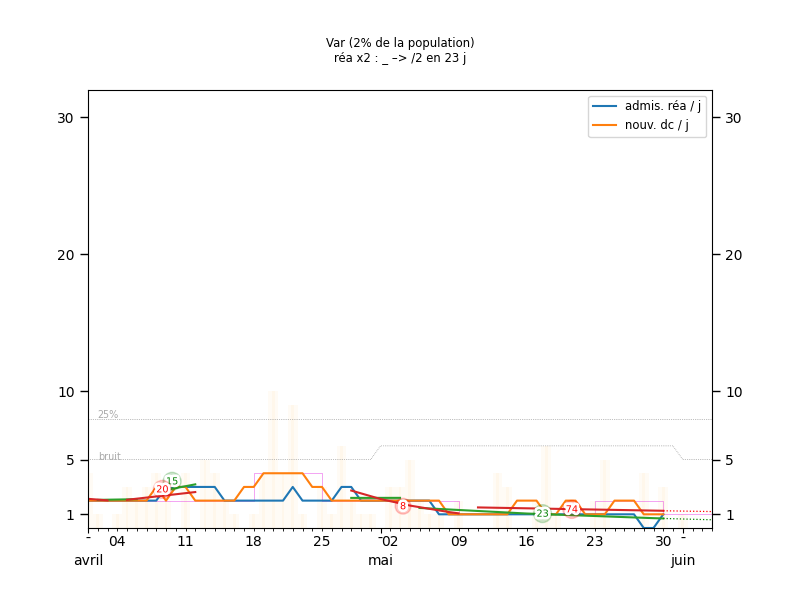 Var (2% de la population)
réa x2 : _ –> /2 en 23 j
admis. réa / j
nouv. dc / j
30 30
20 20
10 10
25%
5 bruit 5
20 15
8
23 74
1 1
- 04 11 18 25 -02 09 16 23 30 -
avril mai juin